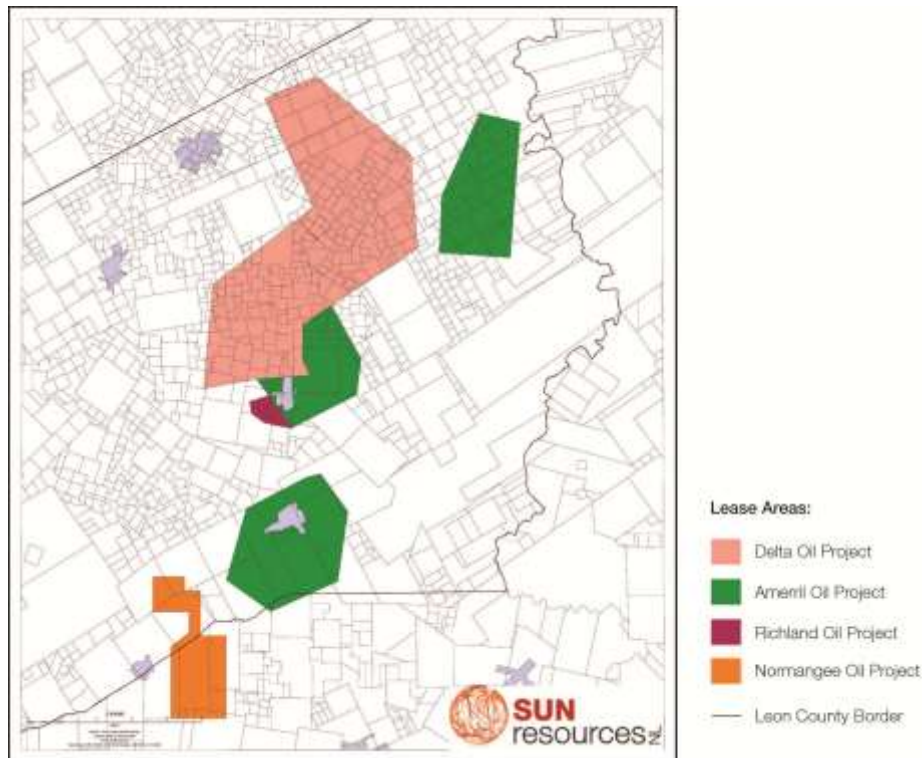 Lease Areas:
Delta Oil Project
Amerril Oil Project
Richland Oil Project
Normangee Oil Project
Leon County Border
SUN
resources NL